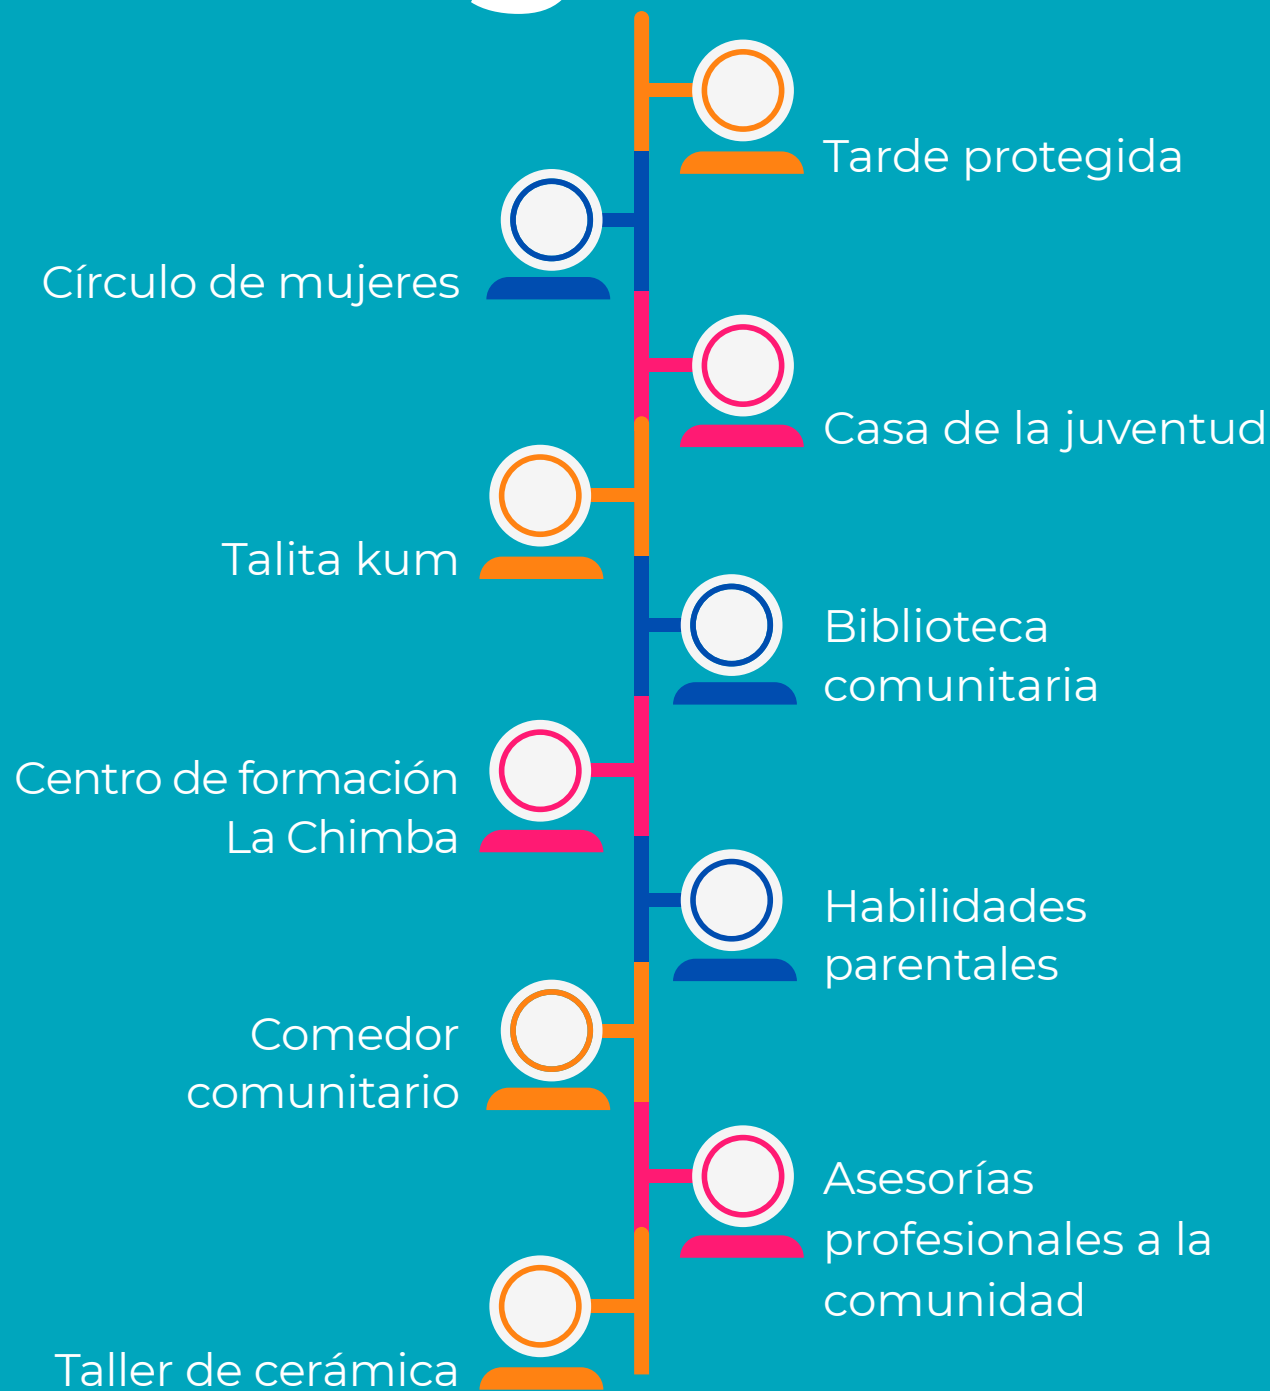 Tarde protegida
Círculo de mujeres
Casa de la juventud
Talita kum
Biblioteca
comunitaria
Centro de formación
La Chimba
Habilidades
parentales
Comedor
comunitario
Asesorías
profesionales a la
comunidad
Taller de cerámica